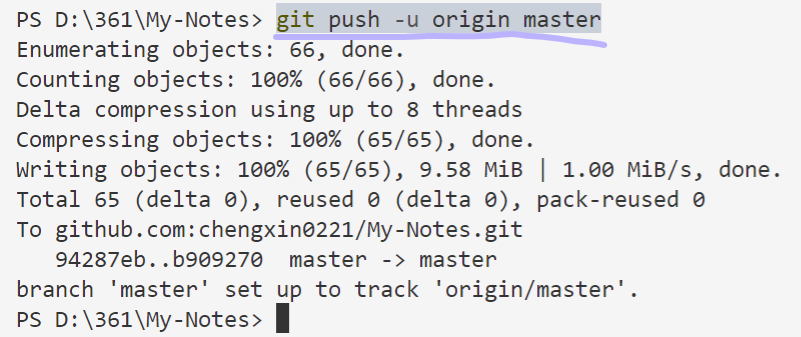 PS D:\361\My-Notes> git push -u origin master
Enumerating objects: 66, done.
Counting objects: 100% (66/66), done.
Delta compression using up to 8 threads
Compressing objects: 100% (65/65), done.
Writing objects: 100% (65/65), 9.58 MiB | 1.00 MiB/s, done.
Total 65 (delta 0), reused 0 (delta 0), pack-reused 0
To github.com:chengxin0221/My-Notes.git
   94287eb..b909270  master -> master
branch 'master' set up to track 'origin/master'.
PS D:\361\My-Notes>